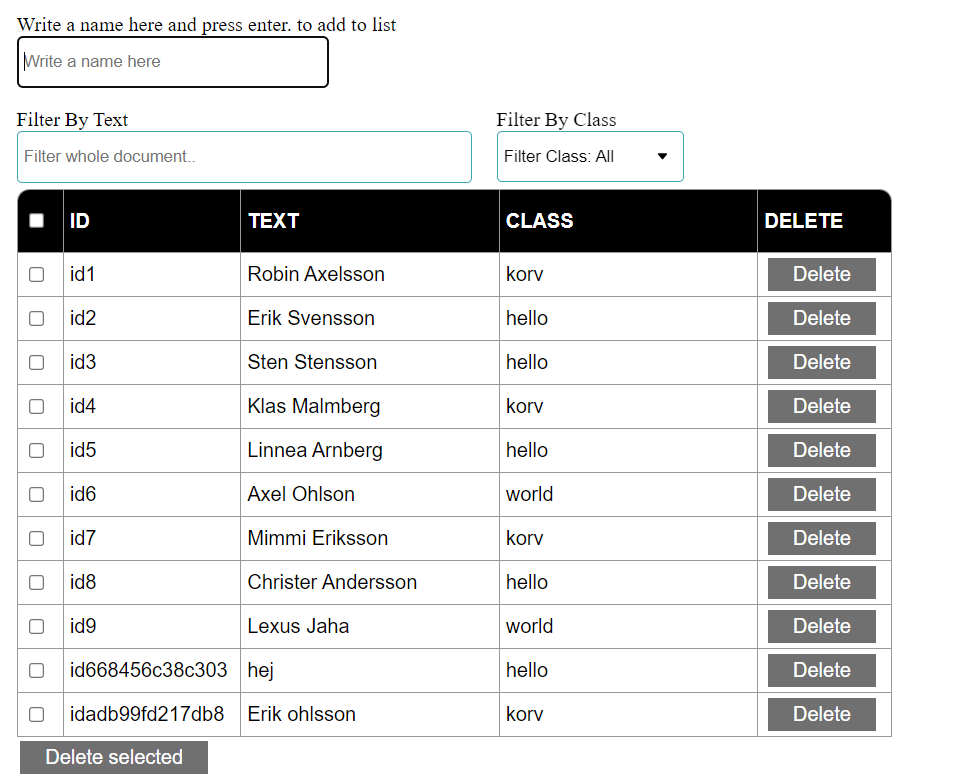 Write a name here and press enter. to add to list
Write a name here
Filter By Text Filter By Class
Filter whole document.. Filter Class: All
ID TEXT CLASS DELETE
id1 Robin Axelsson korv Delete
id2 Erik Svensson hello Delete
id3 Sten Stensson hello Delete
id4 Klas Malmberg korv Delete
id5 Linnea Arnberg hello Delete
id6 Axel Ohlson world Delete
id7 Mimmi Eriksson korv Delete
id8 Christer Andersson hello Delete
id9 Lexus Jaha world Delete
id668456c38c303 hej hello Delete
idadb99fd217db8 Erik ohlsson korv Delete
Delete selected